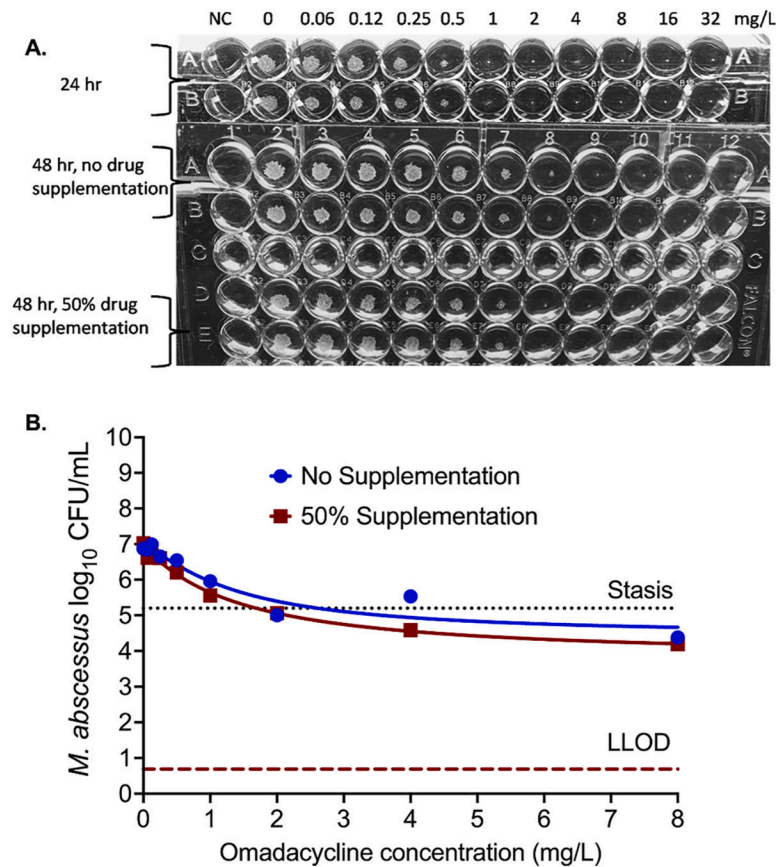 NC 0 0.06 0.12 0.25 0.5 1 2 4 8 16 32 mg/L
A.
24 hr
A A
B B
1 2 3 4 5 6 7 8 9 10 11 12
48 hr, no drug
supplementation
A A
B B
C C
48 hr, 50% drug
supplementation
D
E
FALCON®
B.
10
9
8
7
6
5
4
3
2
1
0
M. abscessus log10 CFU/mL
No Supplementation
50% Supplementation
Stasis
LLOD
0 1 2 3 4 5 6 7 8
Omadacycline concentration (mg/L)